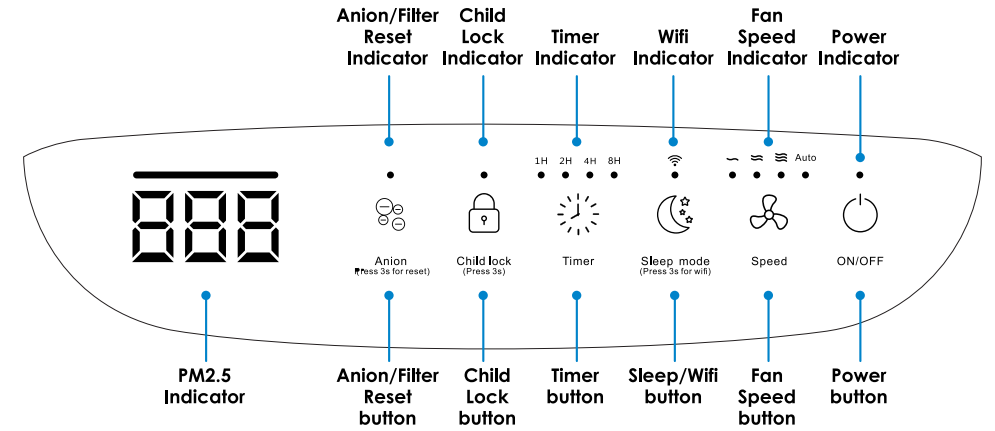 Anion/Filter
Reset
Indicator
Child
Lock
Indicator
Timer
Indicator
Wifi
Indicator
Fan
Speed
Indicator
Power
Indicator
1H 2H 4H 8H
Auto
888
Anion
(Press 3s for reset)
Child lock
(Press 3s)
Timer
Sleep mode
(Press 3s for wifi)
Speed
ON/OFF
PM2.5
Indicator
Anion/Filter
Reset
button
Child
Lock
button
Timer
button
Sleep/Wifi
button
Fan
Speed
button
Power
button